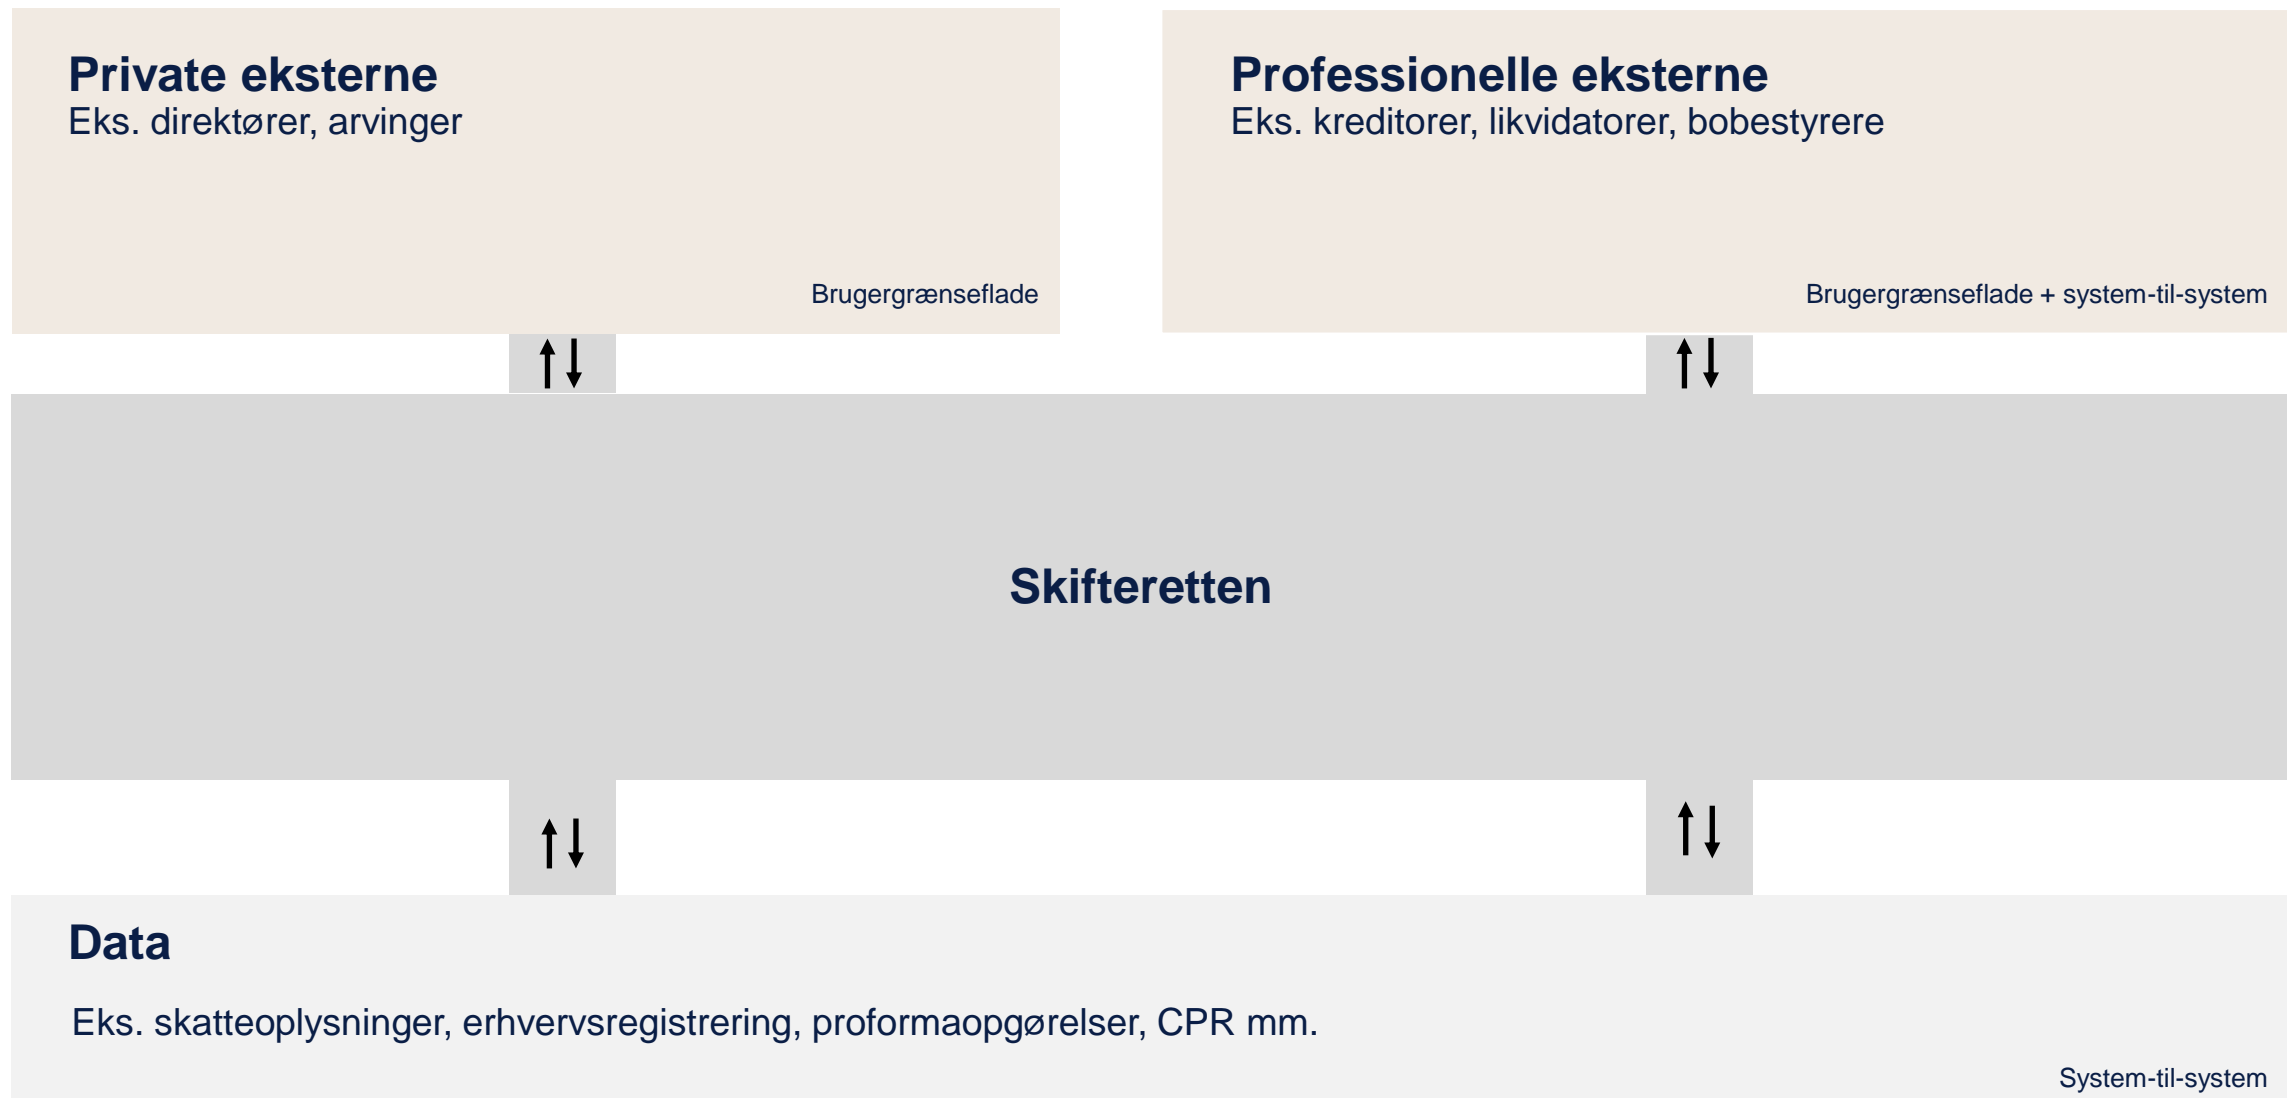 Private eksterne
Eks. direktører, arvinger
Brugergrænseflade
Professionelle eksterne
Eks. kreditorer, likvidatorer, bobestyrere
Brugergrænseflade + system-til-system
Skifteretten
Data
Eks. skatteoplysninger, erhvervsregistrering, proformaopgørelser, CPR mm.
System-til-system